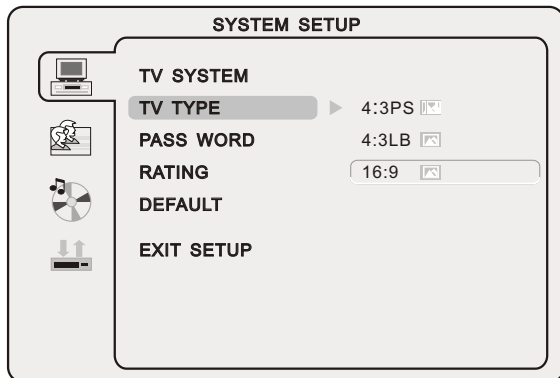 SYSTEM SETUP
TV SYSTEM
TV TYPE 4:3PS
PASS WORD 4:3LB
RATING 16:9
DEFAULT
EXIT SETUP